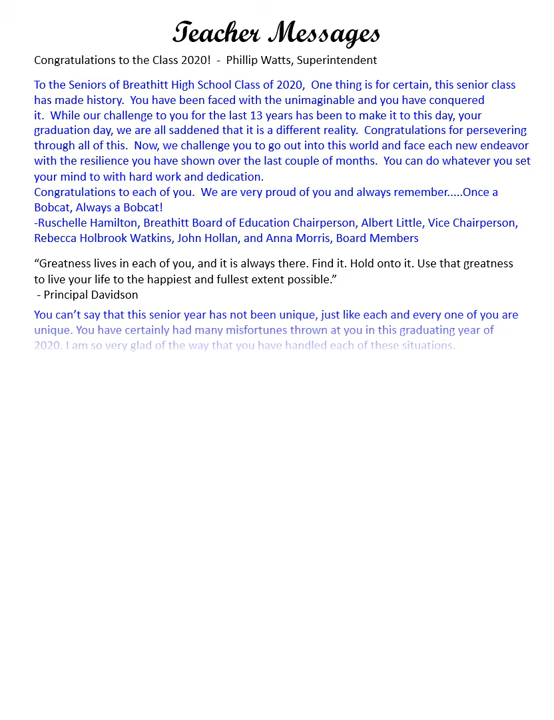 Teacher Messages
Congratulations to the Class 2020!  -  Phillip Watts, Superintendent
To the Seniors of Breathitt High School Class of 2020,  One thing is for certain, this senior class
has made history.  You have been faced with the unimaginable and you have conquered
it.  While our challenge to you for the last 13 years has been to make it to this day, your
graduation day, we are all saddened that it is a different reality.  Congratulations for persevering
through all of this.  Now, we challenge you to go out into this world and face each new endeavor
with the resilience you have shown over the last couple of months.  You can do whatever you set
your mind to with hard work and dedication.
Congratulations to each of you.  We are very proud of you and always remember.....Once a
Bobcat, Always a Bobcat!
-Ruschelle Hamilton, Breathitt Board of Education Chairperson, Albert Little, Vice Chairperson,
Rebecca Holbrook Watkins, John Hollan, and Anna Morris, Board Members
“Greatness lives in each of you, and it is always there. Find it. Hold onto it. Use that greatness
to live your life to the happiest and fullest extent possible.”
- Principal Davidson
You can’t say that this senior year has not been unique, just like each and every one of you are
unique. You have certainly had many misfortunes thrown at you in this graduating year of
2020. I am so very glad of the way that you have handled each of these situations.